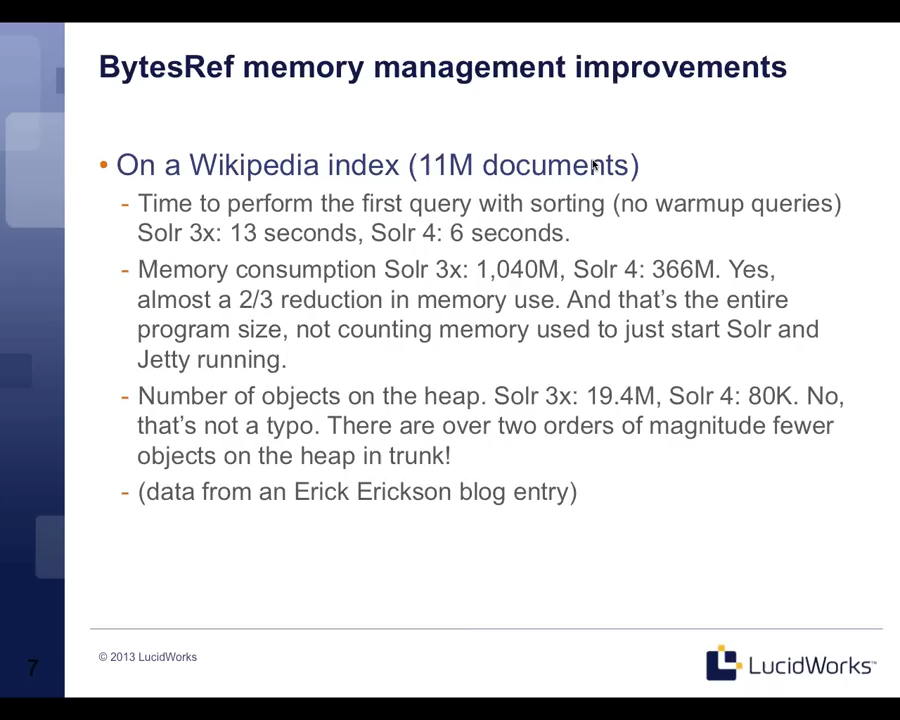 BytesRef memory management improvements
• On a Wikipedia index (11M documents)
- Time to perform the first query with sorting (no warmup queries)
Solr 3x: 13 seconds, Solr 4: 6 seconds.
- Memory consumption Solr 3x: 1,040M, Solr 4: 366M. Yes,
almost a 2/3 reduction in memory use. And that’s the entire
program size, not counting memory used to just start Solr and
Jetty running.
- Number of objects on the heap. Solr 3x: 19.4M, Solr 4: 80K. No,
that’s not a typo. There are over two orders of magnitude fewer
objects on the heap in trunk!
- (data from an Erick Erickson blog entry)
7
© 2013 LucidWorks
LucidWorks™